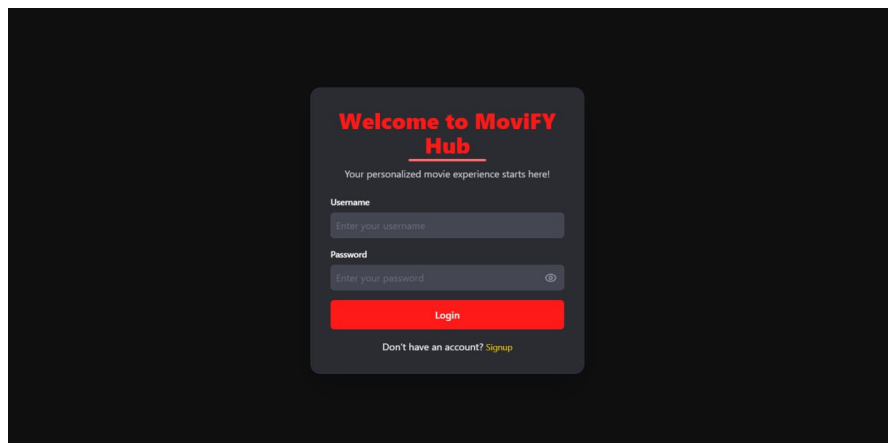 Welcome to MoviFY
Hub
Your personalized movie experience starts here!
Username
Enter your username
Password
Enter your password
Login
Don't have an account? Signup